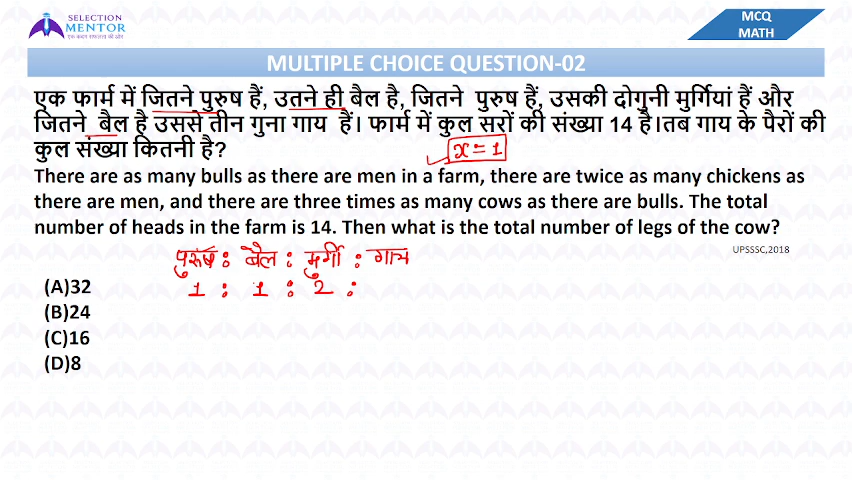 SELECTION
MENTOR
एक कदम सफलता की ओर
MCQ
MATH
MULTIPLE CHOICE QUESTION-02
एक फार्म में जितने पुरुष हैं, उतने ही बैल है, जितने पुरुष हैं, उसकी दोगुनी मुर्गियां हैं और
जितने बैल है उससे तीन गुना गाय हैं। फार्म में कुल सरों की संख्या 14 है।तब गाय के पैरों की
कुल संख्या कितनी है?
x = 1
There are as many bulls as there are men in a farm, there are twice as many chickens as
there are men, and there are three times as many cows as there are bulls. The total
number of heads in the farm is 14. Then what is the total number of legs of the cow?
UPSSSC,2018
पुरुष : बैल : मुर्गी : गाय
1 : 1 : 2 :
(A)32
(B)24
(C)16
(D)8